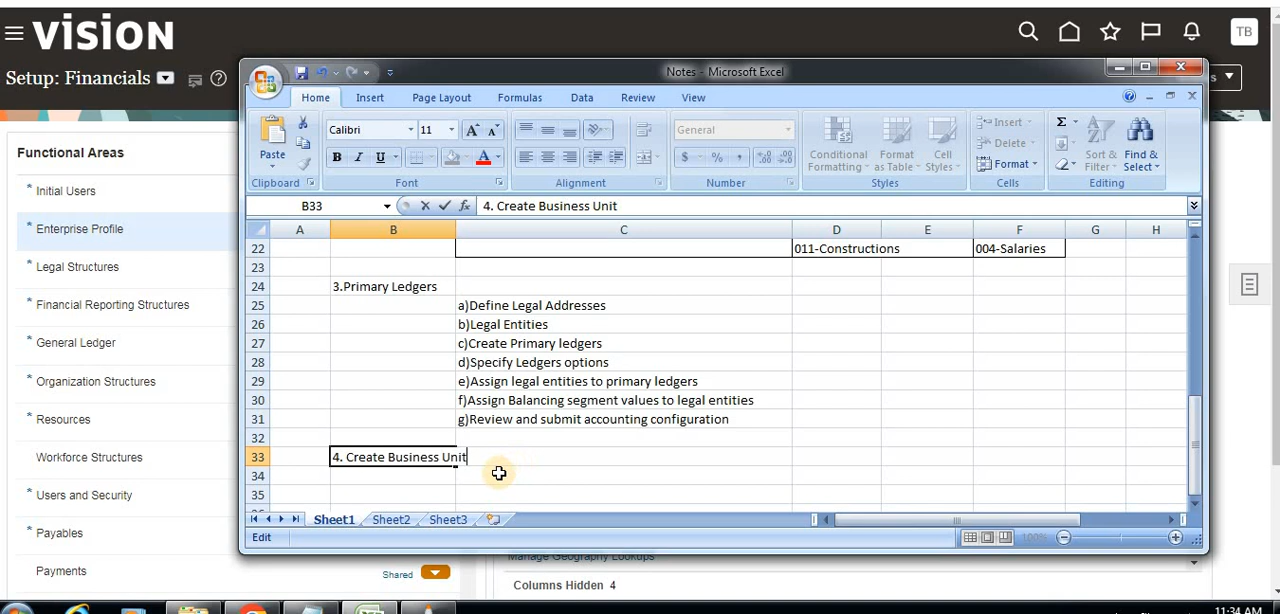 vision
TB
Setup: Financials
Notes - Microsoft Excel
Home Insert Page Layout Formulas Data Review View
Paste
Calibri 11
General
Conditional Formatting
Format as Table
Cell Styles
Insert
Delete
Format
Sort & Filter
Find & Select
Clipboard Font Alignment Number Styles Cells Editing
B33 fx 4. Create Business Unit
A B C D E F G H
22 011-Constructions 004-Salaries
23
24 3.Primary Ledgers
25 a)Define Legal Addresses
26 b)Legal Entities
27 c)Create Primary ledgers
28 d)Specify Ledgers options
29 e)Assign legal entities to primary ledgers
30 f)Assign Balancing segment values to legal entities
31 g)Review and submit accounting configuration
32
33 4. Create Business Unit
34
35
Sheet1 Sheet2 Sheet3
Edit 100%
Functional Areas
* Initial Users
* Enterprise Profile
* Legal Structures
* Financial Reporting Structures
* General Ledger
* Organization Structures
* Resources
Workforce Structures
* Users and Security
* Payables
Payments
Shared
Manage Geography Lookups
Columns Hidden 4
11:34 AM